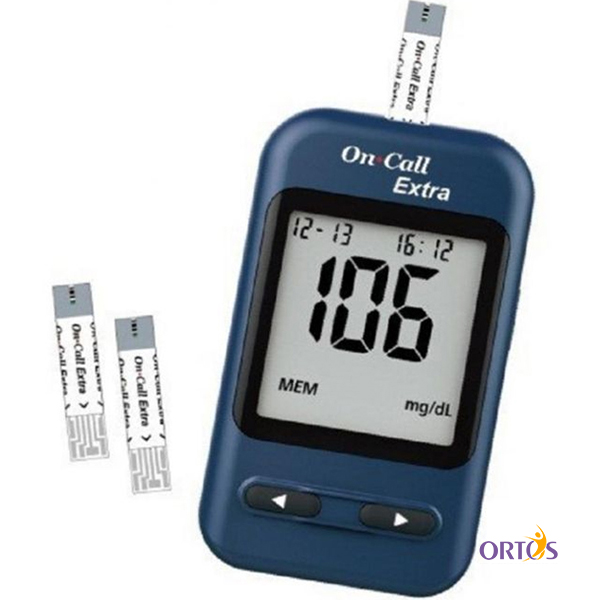 On Call Extra
On•Call
Extra
12-13 16:12
106
MEM
mg/dL
On•Call Extra
On•Call Extra
ORTOS